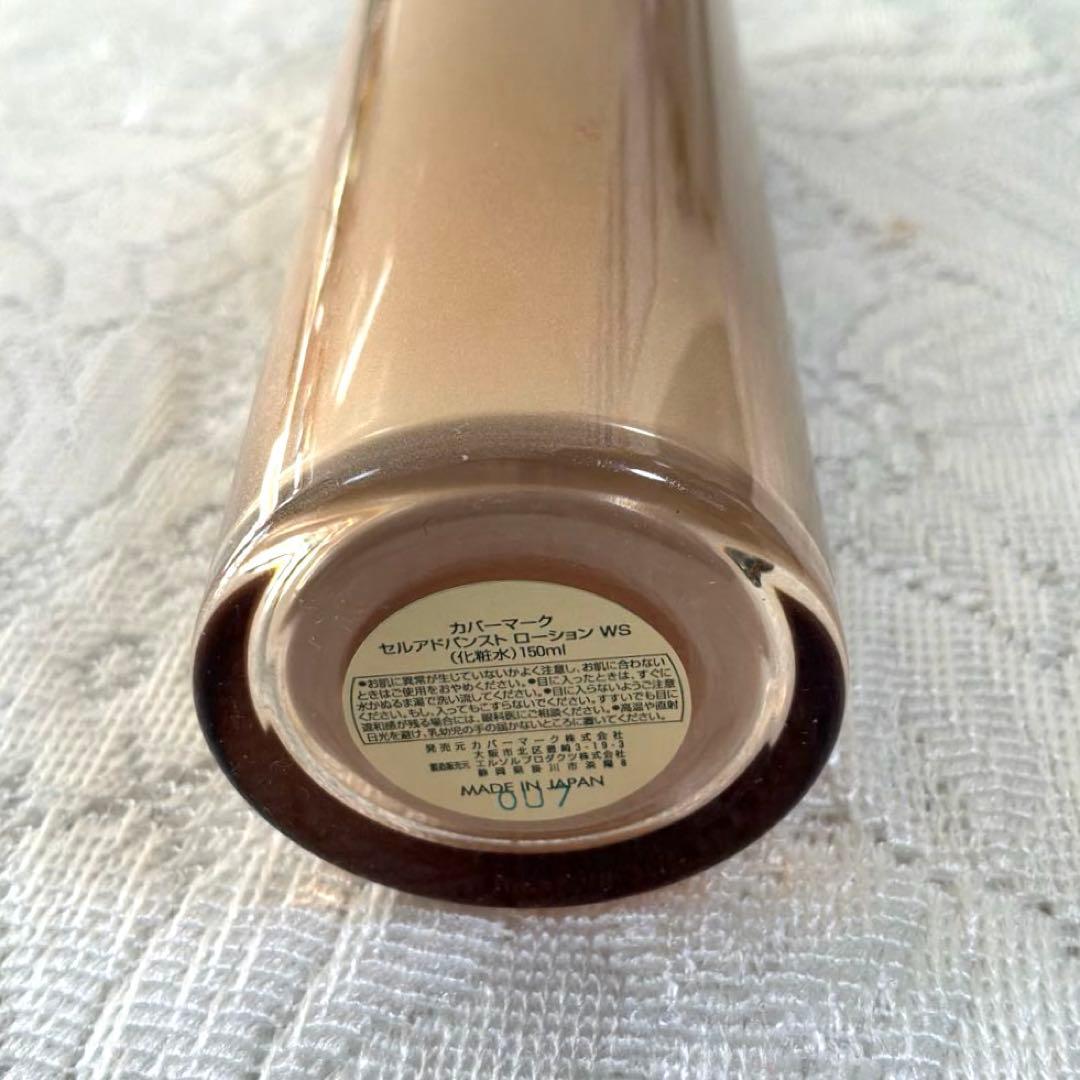 カバーマーク
セルアドバンスト ローション WS
(化粧水)150ml
●お肌に異常が生じていないかよく注意し、お肌に合わない
ときはご使用をおやめください。●目に入ったときは、すぐに
水かぬるま湯で洗い流してください。●目に入らないようご注意
ください。もし、入ってもこすらないでください。すすいでも目に
違和感が残る場合には、眼科医にご相談ください。●高温や直射
日光を避け、乳幼児の手の届かないところに置いてください。
発売元 カバーマーク株式会社
大阪市北区豊崎3-19-3
製造販売元 エルソルプロダクツ株式会社
静岡県掛川市淡陽8
MADE IN JAPAN